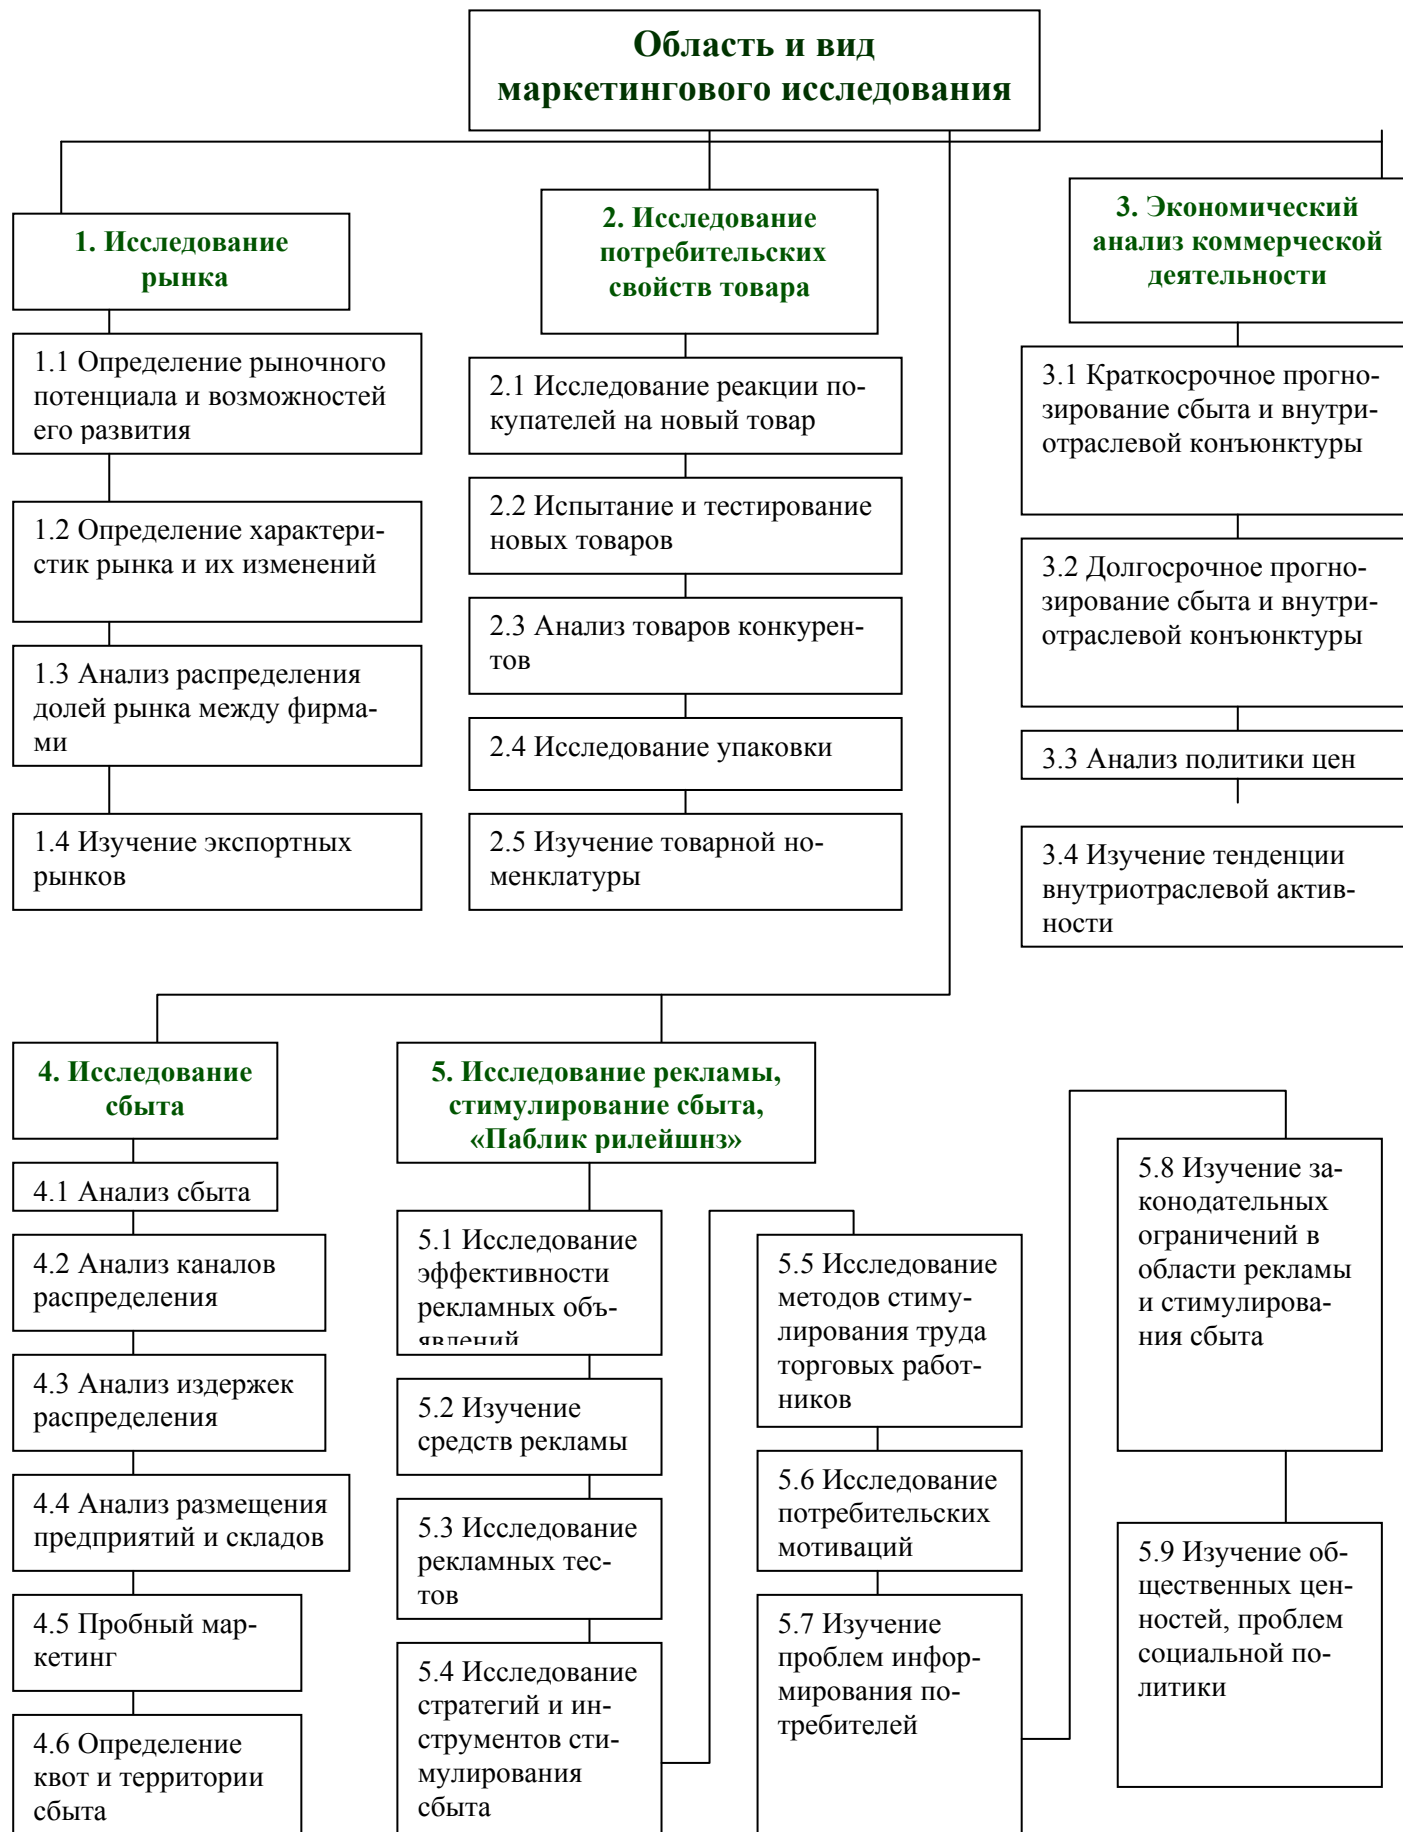 Область и вид
маркетингового исследования
1. Исследование
рынка
1.1 Определение рыночного
потенциала и возможностей
его развития
1.2 Определение характери-
стик рынка и их изменений
1.3 Анализ распределения
долей рынка между фирма-
ми
1.4 Изучение экспортных
рынков
2. Исследование
потребительских
свойств товара
2.1 Исследование реакции по-
купателей на новый товар
2.2 Испытание и тестирование
новых товаров
2.3 Анализ товаров конкурен-
тов
2.4 Исследование упаковки
2.5 Изучение товарной но-
менклатуры
3. Экономический
анализ коммерческой
деятельности
3.1 Краткосрочное прогно-
зирование сбыта и внутри-
отраслевой конъюнктуры
3.2 Долгосрочное прогно-
зирование сбыта и внутри-
отраслевой конъюнктуры
3.3 Анализ политики цен
3.4 Изучение тенденции
внутриотраслевой актив-
ности
4. Исследование
сбыта
4.1 Анализ сбыта
4.2 Анализ каналов
распределения
4.3 Анализ издержек
распределения
4.4 Анализ размещения
предприятий и складов
4.5 Пробный мар-
кетинг
4.6 Определение
квот и территории
сбыта
5. Исследование рекламы,
стимулирование сбыта,
«Паблик рилейшнз»
5.1 Исследование
эффективности
рекламных объ-
явлений
5.2 Изучение
средств рекламы
5.3 Исследование
рекламных тес-
тов
5.4 Исследование
стратегий и ин-
струментов сти-
мулирования
сбыта
5.5 Исследование
методов стиму-
лирования труда
торговых работ-
ников
5.6 Исследование
потребительских
мотиваций
5.7 Изучение
проблем инфор-
мирования по-
требителей
5.8 Изучение за-
конодательных
ограничений в
области рекламы
и стимулирова-
ния сбыта
5.9 Изучение об-
щественных цен-
ностей, проблем
социальной по-
литики